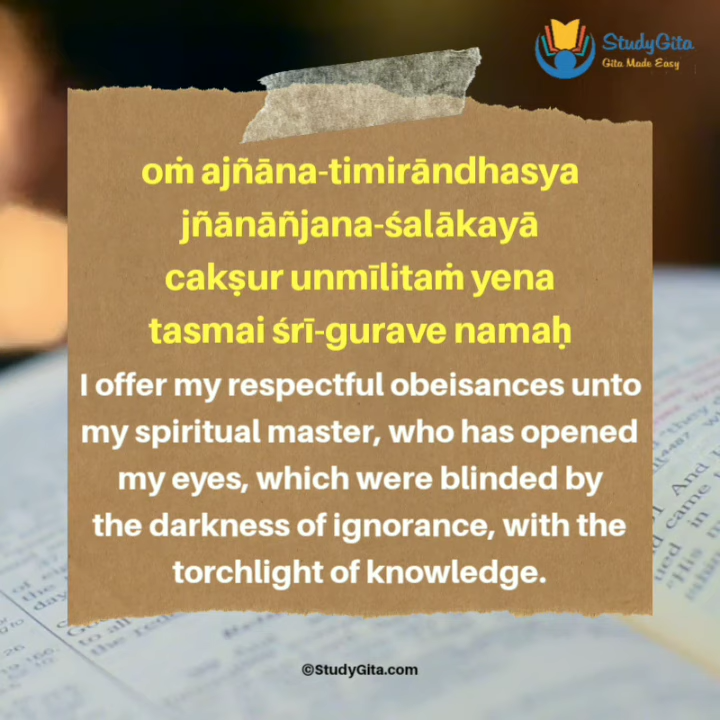 StudyGita
Gita Made Easy
oṁ ajñāna-timirāndhasya
jñānāñjana-śalākayā
cakṣur unmīlitaṁ yena
tasmai śrī-gurave namaḥ
I offer my respectful obeisances unto
my spiritual master, who has opened
my eyes, which were blinded by
the darkness of ignorance, with the
torchlight of knowledge.
©StudyGita.com